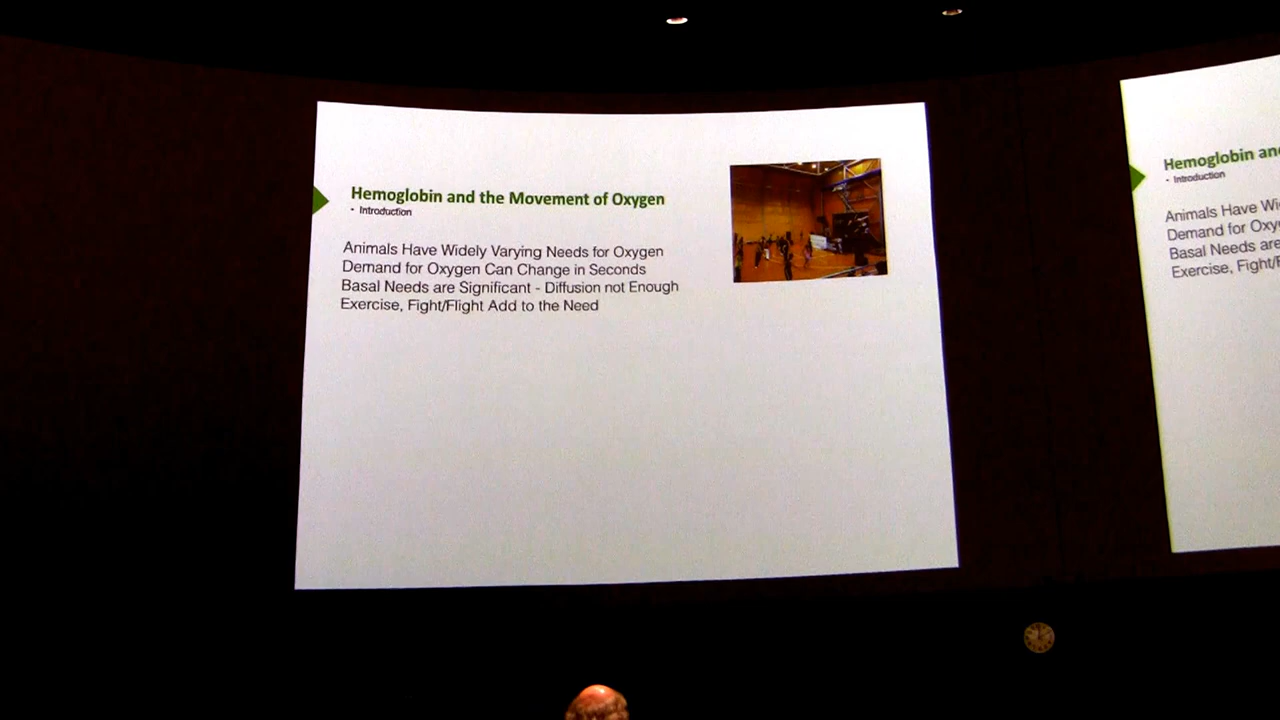 Hemoglobin and the Movement of Oxygen
• Introduction
Animals Have Widely Varying Needs for Oxygen
Demand for Oxygen Can Change in Seconds
Basal Needs are Significant - Diffusion not Enough
Exercise, Fight/Flight Add to the Need
Hemoglobin and
• Introduction
Animals Have Wi
Demand for Oxy
Basal Needs are
Exercise, Fight/F